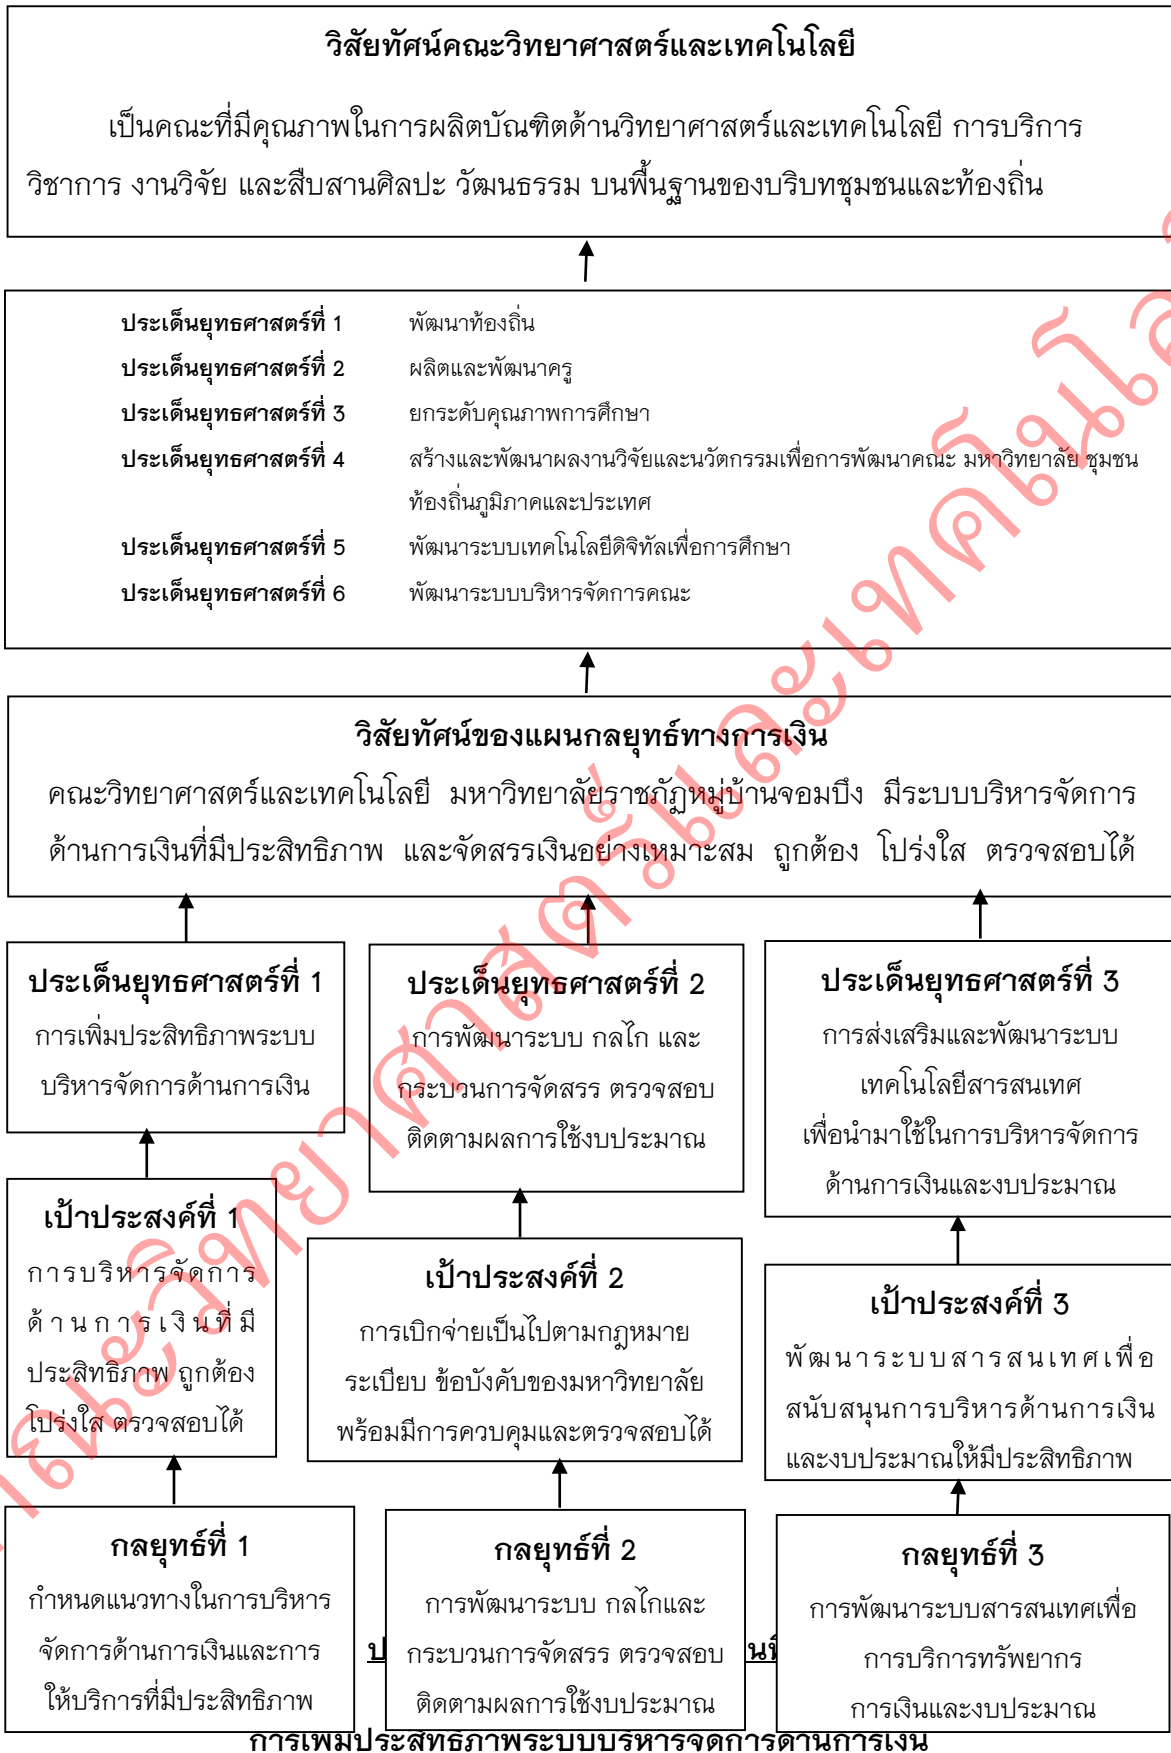 วิสัยทัศน์คณะวิทยาศาสตร์และเทคโนโลยี
เป็นคณะที่มีคุณภาพในการผลิตบัณฑิตด้านวิทยาศาสตร์และเทคโนโลยี การบริการ
วิชาการ งานวิจัย และสืบสานศิลปะ วัฒนธรรม บนพื้นฐานของบริบทชุมชนและท้องถิ่น
ประเด็นยุทธศาสตร์ที่ 1 พัฒนาท้องถิ่น
ประเด็นยุทธศาสตร์ที่ 2 ผลิตและพัฒนาครู
ประเด็นยุทธศาสตร์ที่ 3 ยกระดับคุณภาพการศึกษา
ประเด็นยุทธศาสตร์ที่ 4 สร้างและพัฒนาผลงานวิจัยและนวัตกรรมเพื่อการพัฒนาคณะ มหาวิทยาลัย ชุมชน
ท้องถิ่นภูมิภาคและประเทศ
ประเด็นยุทธศาสตร์ที่ 5 พัฒนาระบบเทคโนโลยีดิจิทัลเพื่อการศึกษา
ประเด็นยุทธศาสตร์ที่ 6 พัฒนาระบบบริหารจัดการคณะ
วิสัยทัศน์ของแผนกลยุทธ์ทางการเงิน
คณะวิทยาศาสตร์และเทคโนโลยี มหาวิทยาลัยราชภัฏหมู่บ้านจอมบึง มีระบบบริหารจัดการ
ด้านการเงินที่มีประสิทธิภาพ และจัดสรรเงินอย่างเหมาะสม ถูกต้อง โปร่งใส ตรวจสอบได้
ประเด็นยุทธศาสตร์ที่ 1
การเพิ่มประสิทธิภาพระบบ
บริหารจัดการด้านการเงิน
ประเด็นยุทธศาสตร์ที่ 2
การพัฒนาระบบ กลไก และ
กระบวนการจัดสรร ตรวจสอบ
ติดตามผลการใช้งบประมาณ
ประเด็นยุทธศาสตร์ที่ 3
การส่งเสริมและพัฒนาระบบ
เทคโนโลยีสารสนเทศ
เพื่อนำมาใช้ในการบริหารจัดการ
ด้านการเงินและงบประมาณ
เป้าประสงค์ที่ 1
การบริหารจัดการ
ด้านการเงินที่มี
ประสิทธิภาพ ถูกต้อง
โปร่งใส ตรวจสอบได้
เป้าประสงค์ที่ 2
การเบิกจ่ายเป็นไปตามกฎหมาย
ระเบียบ ข้อบังคับของมหาวิทยาลัย
พร้อมมีการควบคุมและตรวจสอบได้
เป้าประสงค์ที่ 3
พัฒนาระบบสารสนเทศเพื่อ
สนับสนุนการบริหารด้านการเงิน
และงบประมาณให้มีประสิทธิภาพ
กลยุทธ์ที่ 1
กำหนดแนวทางในการบริหาร
จัดการด้านการเงินและการ
ให้บริการที่มีประสิทธิภาพ
กลยุทธ์ที่ 2
การพัฒนาระบบ กลไกและ
กระบวนการจัดสรร ตรวจสอบ
ติดตามผลการใช้งบประมาณ
กลยุทธ์ที่ 3
การพัฒนาระบบสารสนเทศเพื่อ
การบริการทรัพยากร
การเงินและงบประมาณ
การเพิ่มประสิทธิภาพระบบบริหารจัดการด้านการเงิน
คณะวิทยาศาสตร์และเทคโนโลยี